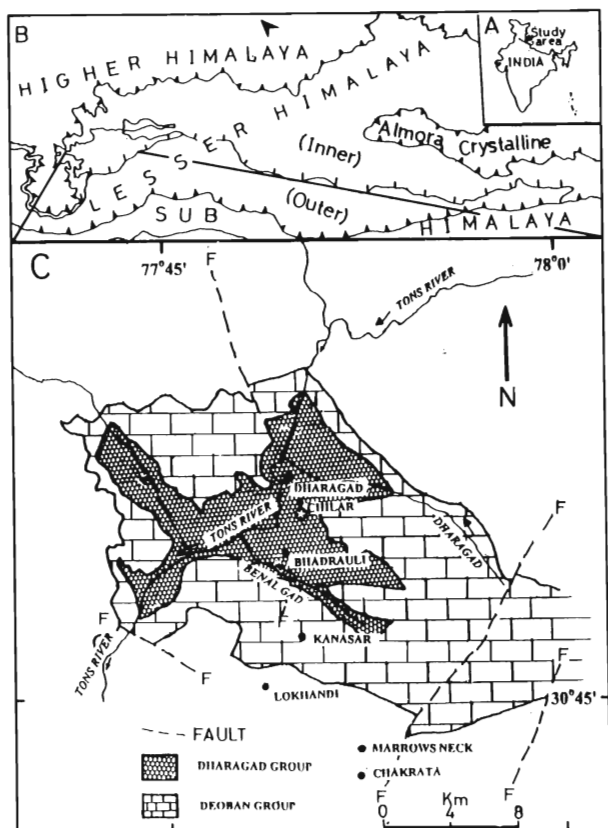 B
A
Study
area
INDIA
HIGHER HIMALAYA
LESSER HIMALAYA
(Inner)
Almora Crystalline
(Outer)
SUB HIMALAYA
C
77°45'
78°0'
F
TONS RIVER
N
DHARAGAD
CHILAR
TONS RIVER
DHARAGAD
F
BHADRAULI
BENAL GAD
F
KANASAR
F
F
TONS RIVER
LOKHANDI
30°45'
FAULT
MARROWS NECK
DHARAGAD GROUP
CHAKRATA
F
F
Km
DEOBAN GROUP
0 4 8